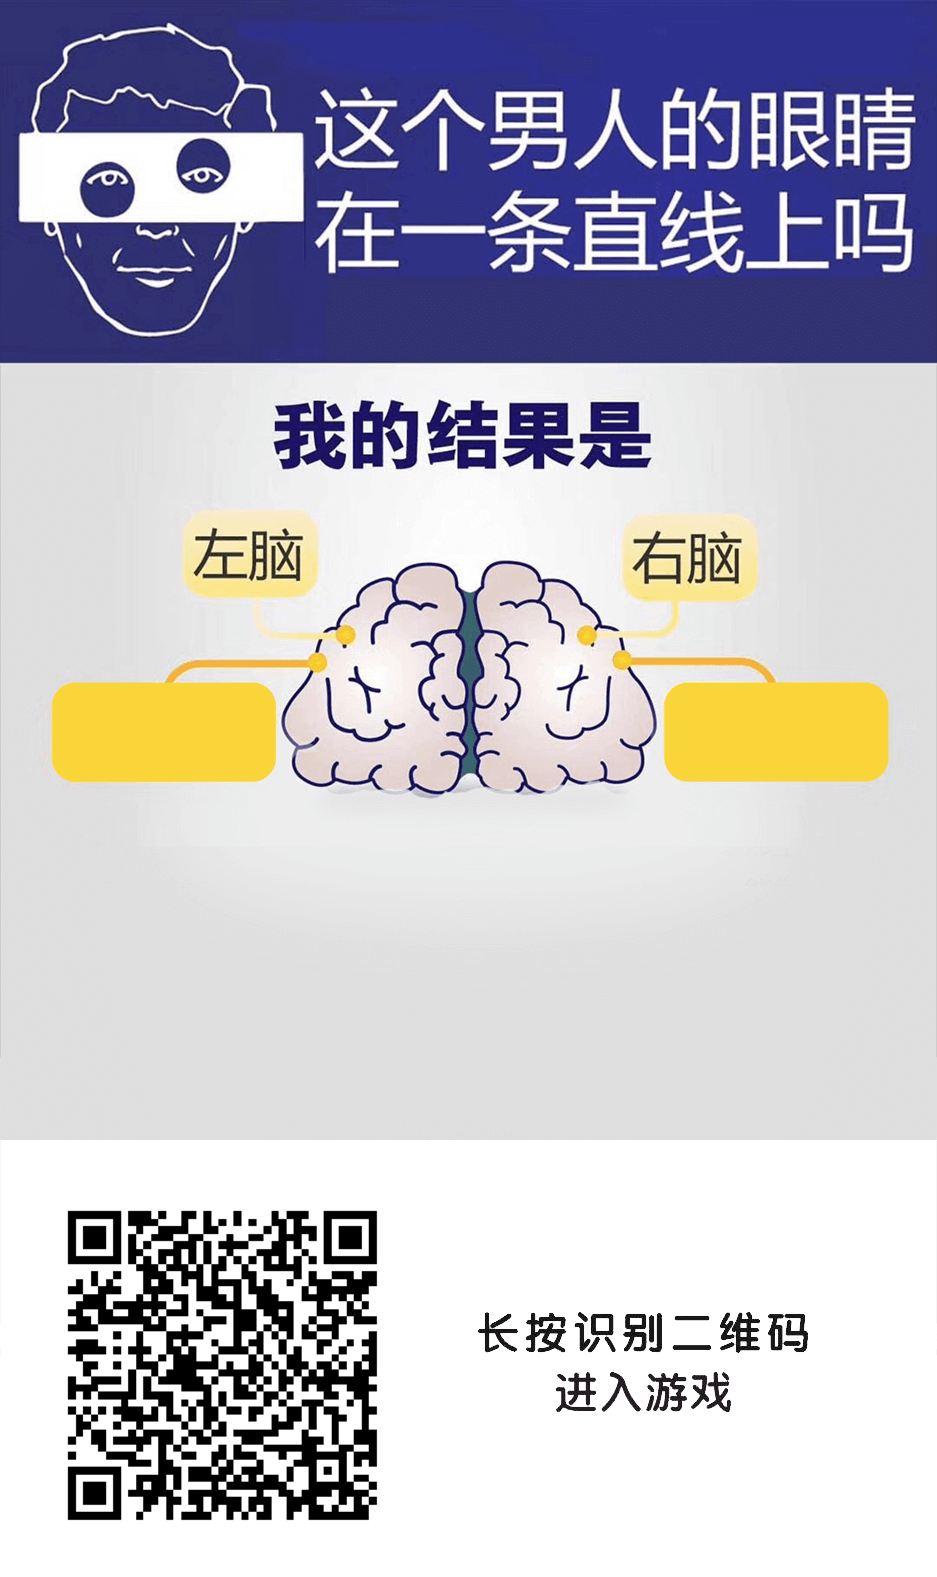 这个男人的眼睛
在一条直线上吗
我的结果是
左脑
右脑
长按识别二维码
进入游戏